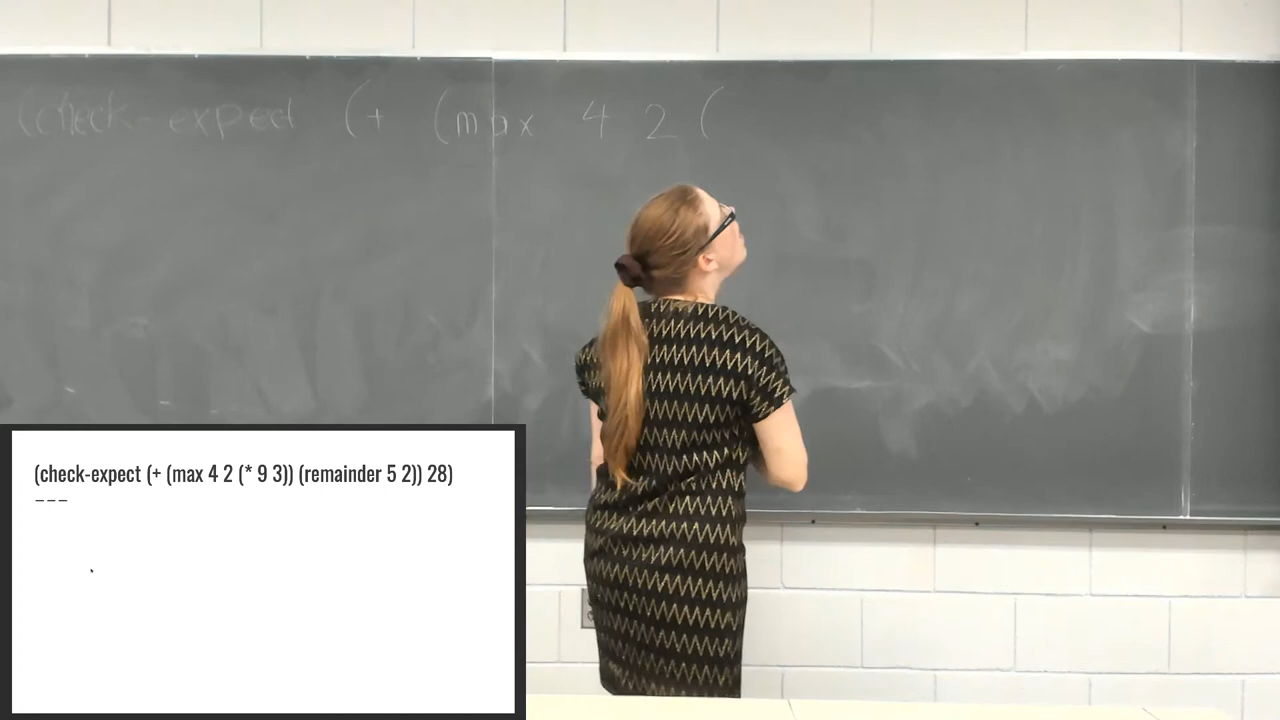 (check-expect (+ (max 4 2 (
(check-expect (+ (max 4 2 (* 9 3)) (remainder 5 2)) 28)
---